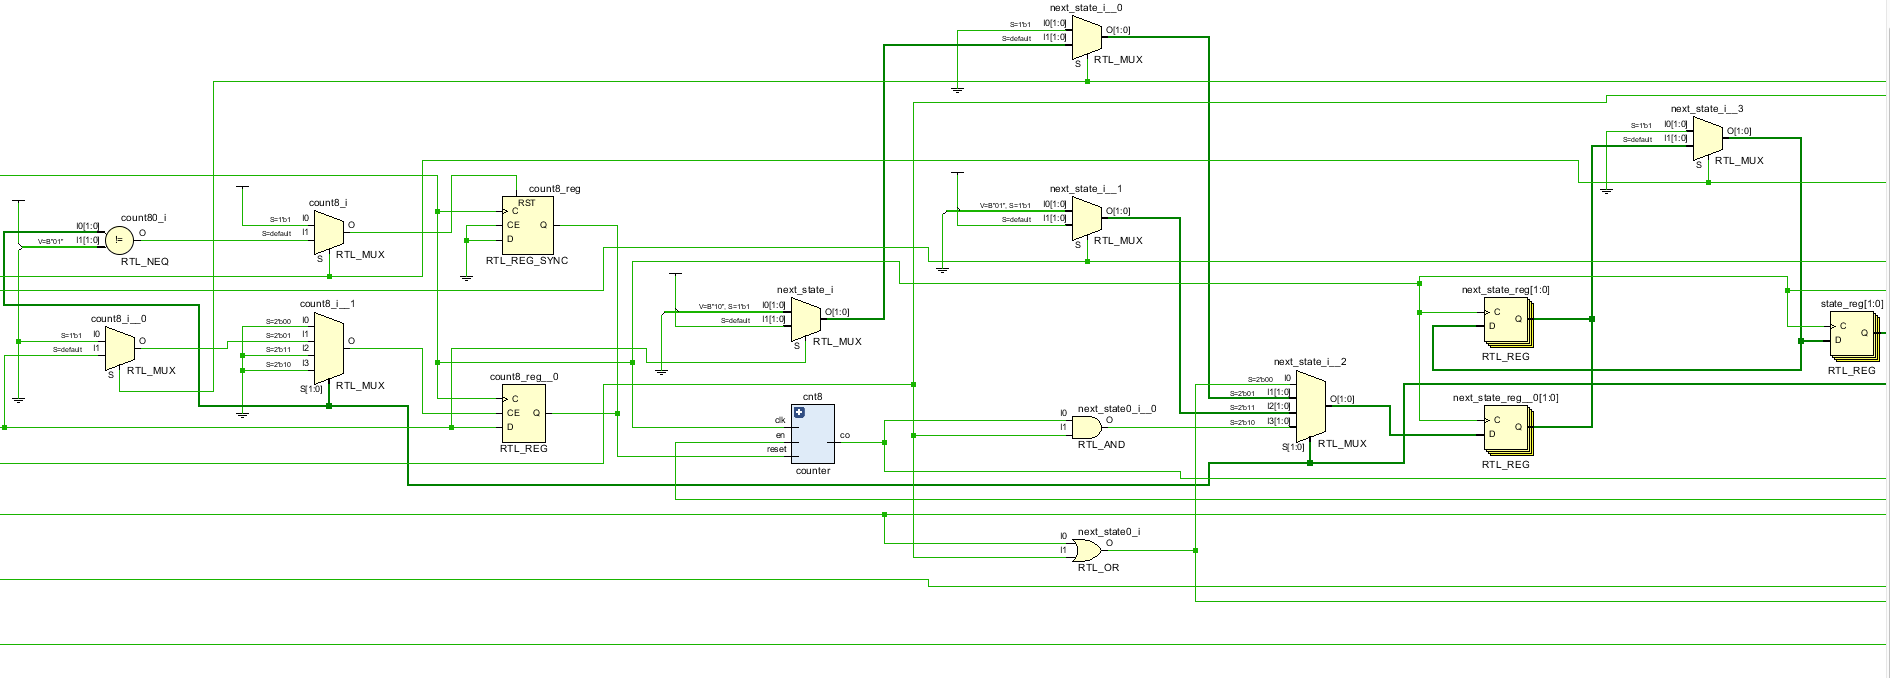 next_state_i__0
S=1'b1 I0[1:0] O[1:0]
S=default I1[1:0]
S RTL_MUX
next_state_i__3
S=1'b1 I0[1:0] O[1:0]
S=default I1[1:0]
S RTL_MUX
count8_reg
RST
C
CE Q
D
RTL_REG_SYNC
count8_i
S=1'b1 I0 O
S=default I1
S RTL_MUX
count80_i
I0[1:0] O
V=B"01" I1[1:0]
!=
RTL_NEQ
next_state_i__1
V=B"01", S=1'b1 I0[1:0] O[1:0]
S=default I1[1:0]
S RTL_MUX
next_state_i
V=B"10", S=1'b1 I0[1:0] O[1:0]
S=default I1[1:0]
S RTL_MUX
next_state_reg[1:0]
C
D Q
RTL_REG
state_reg[1:0]
C
D Q
RTL_REG
count8_i__1
S=2'b00 I0
S=2'b01 I1 O
S=2'b11 I2
S=2'b10 I3
S[1:0] RTL_MUX
count8_i__0
S=1'b1 I0 O
S=default I1
S RTL_MUX
count8_reg__0
C
CE Q
D
RTL_REG
cnt8
clk
en co
reset
counter
next_state0_i__0
I0 O
I1
RTL_AND
next_state_i__2
S=2'b00 I0
S=2'b01 I1[1:0] O[1:0]
S=2'b11 I2[1:0]
S=2'b10 I3[1:0]
S[1:0] RTL_MUX
next_state_reg__0[1:0]
C
D Q
RTL_REG
next_state0_i
I0 O
I1
RTL_OR